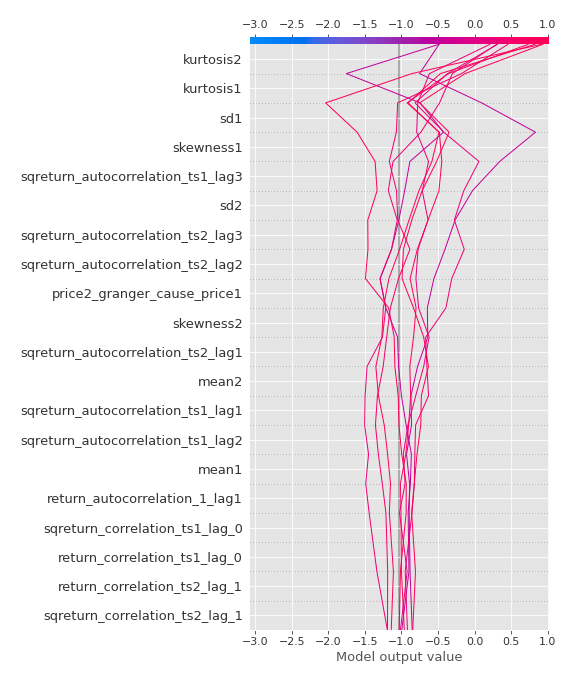 −3.0 −2.5 −2.0 −1.5 −1.0 −0.5 0.0 0.5 1.0
kurtosis2
kurtosis1
sd1
skewness1
sqreturn_autocorrelation_ts1_lag3
sd2
sqreturn_autocorrelation_ts2_lag3
sqreturn_autocorrelation_ts2_lag2
price2_granger_cause_price1
skewness2
sqreturn_autocorrelation_ts2_lag1
mean2
sqreturn_autocorrelation_ts1_lag1
sqreturn_autocorrelation_ts1_lag2
mean1
return_autocorrelation_1_lag1
sqreturn_correlation_ts1_lag_0
return_correlation_ts1_lag_0
return_correlation_ts2_lag_1
sqreturn_correlation_ts2_lag_1
−3.0 −2.5 −2.0 −1.5 −1.0 −0.5 0.0 0.5 1.0
Model output value